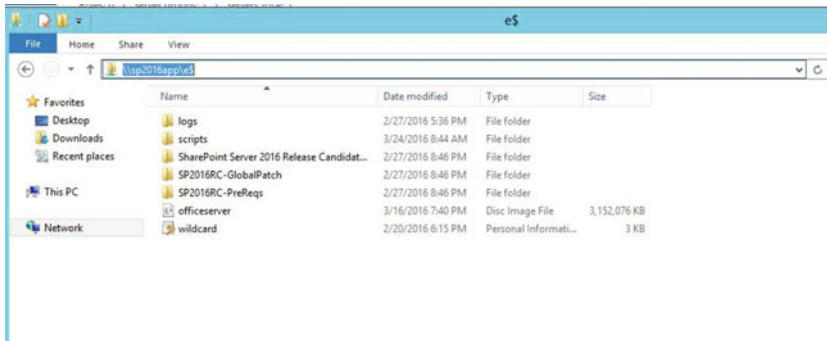 e$
File Home Share View
\\sp2016app\e$
Favorites
Desktop
Downloads
Recent places
This PC
Network
Name Date modified Type Size
logs 2/27/2016 5:36 PM File folder
scripts 3/24/2016 8:44 AM File folder
SharePoint Server 2016 Release Candidat... 2/27/2016 8:46 PM File folder
SP2016RC-GlobalPatch 2/27/2016 8:46 PM File folder
SP2016RC-PreReqs 2/27/2016 8:46 PM File folder
officeserver 3/16/2016 7:40 PM Disc Image File 3,152,076 KB
wildcard 2/20/2016 6:15 PM Personal Informati... 3 KB